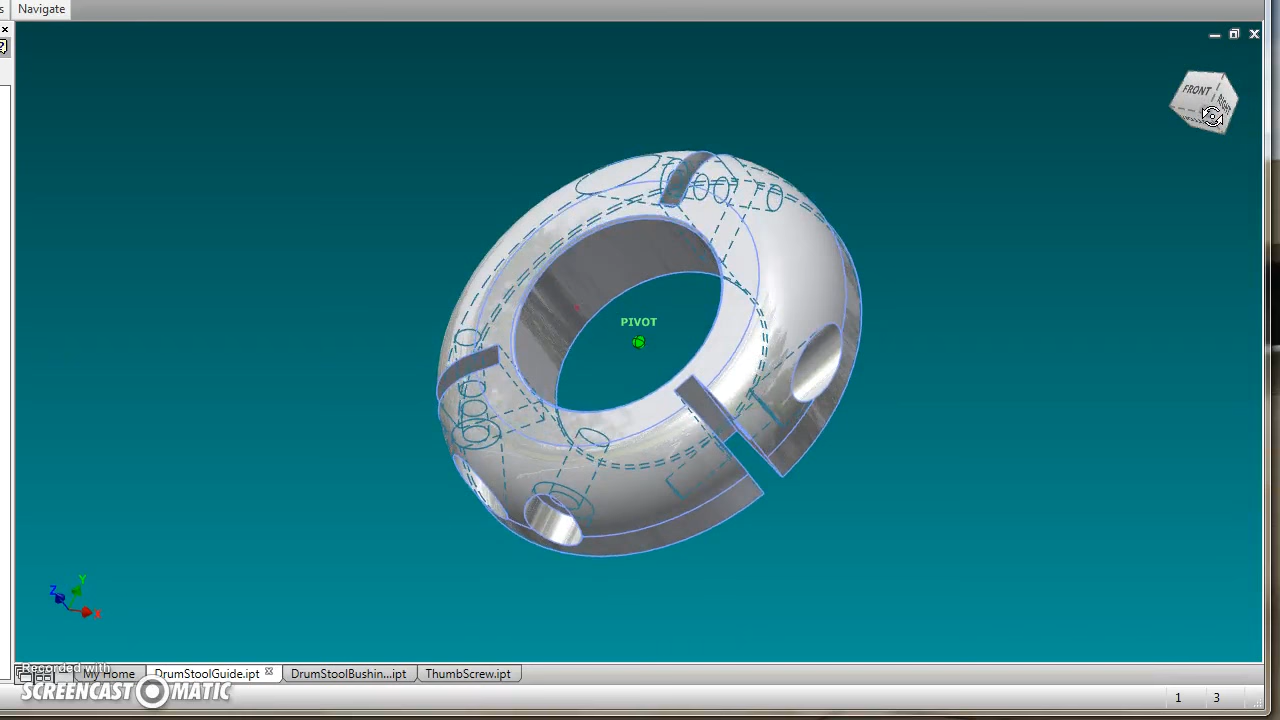 s Navigate
FRONT
RIGHT
PIVOT
Y
Z
X
Recorded with
My Home DrumStoolGuide.ipt DrumStoolBushin...ipt ThumbScrew.ipt
SCREENCAST MATIC
1 3